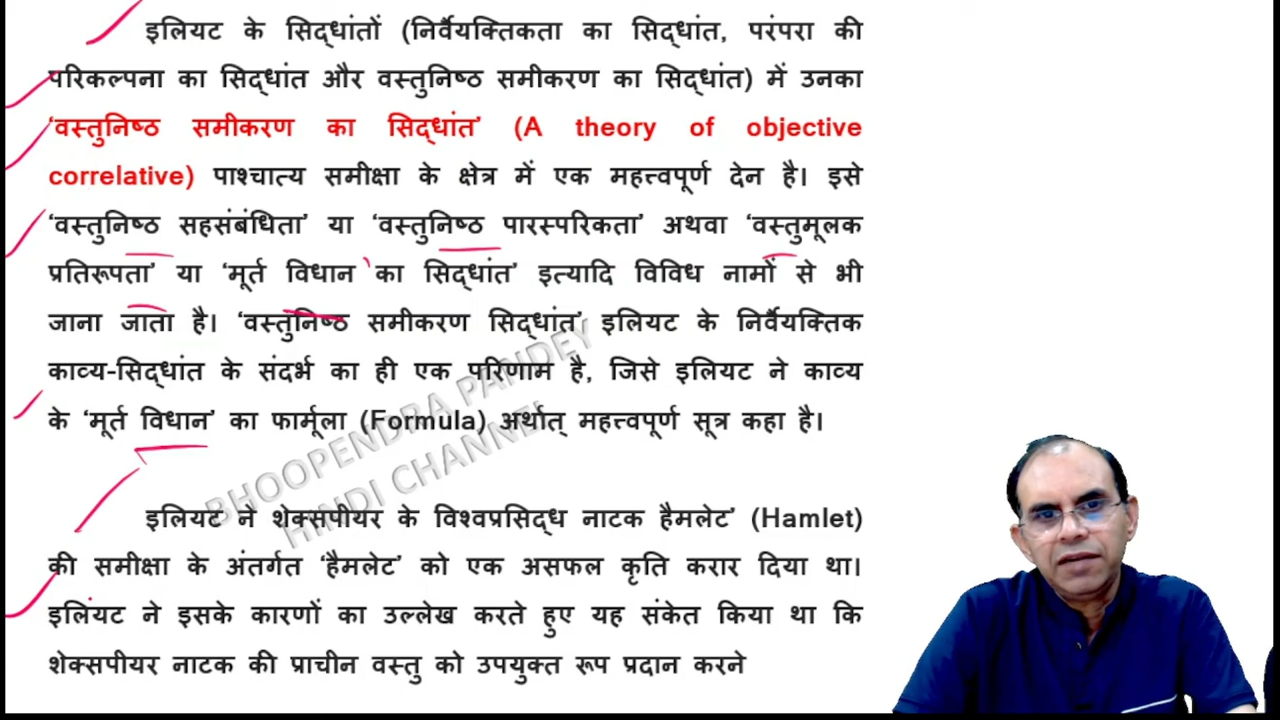 इलियट के सिद्धांतों (निर्वैयक्तिकता का सिद्धांत, परंपरा की
परिकल्पना का सिद्धांत और वस्तुनिष्ठ समीकरण का सिद्धांत) में उनका
‘वस्तुनिष्ठ समीकरण का सिद्धांत’ (A theory of objective
correlative) पाश्चात्य समीक्षा के क्षेत्र में एक महत्त्वपूर्ण देन है। इसे
‘वस्तुनिष्ठ सहसंबंधिता’ या ‘वस्तुनिष्ठ पारस्परिकता’ अथवा ‘वस्तुमूलक
प्रतिरूपता’ या ‘मूर्त विधान का सिद्धांत’ इत्यादि विविध नामों से भी
जाना जाता है। ‘वस्तुनिष्ठ समीकरण सिद्धांत’ इलियट के निर्वैयक्तिक
काव्य-सिद्धांत के संदर्भ का ही एक परिणाम है, जिसे इलियट ने काव्य
के ‘मूर्त विधान’ का फार्मूला (Formula) अर्थात् महत्त्वपूर्ण सूत्र कहा है।
इलियट ने शेक्सपीयर के विश्वप्रसिद्ध नाटक हैमलेट’ (Hamlet)
की समीक्षा के अंतर्गत ‘हैमलेट’ को एक असफल कृति करार दिया था।
इलियट ने इसके कारणों का उल्लेख करते हुए यह संकेत किया था कि
शेक्सपीयर नाटक की प्राचीन वस्तु को उपयुक्त रूप प्रदान करने
BHOOPENDRA PANDEY
HINDI CHANNEL